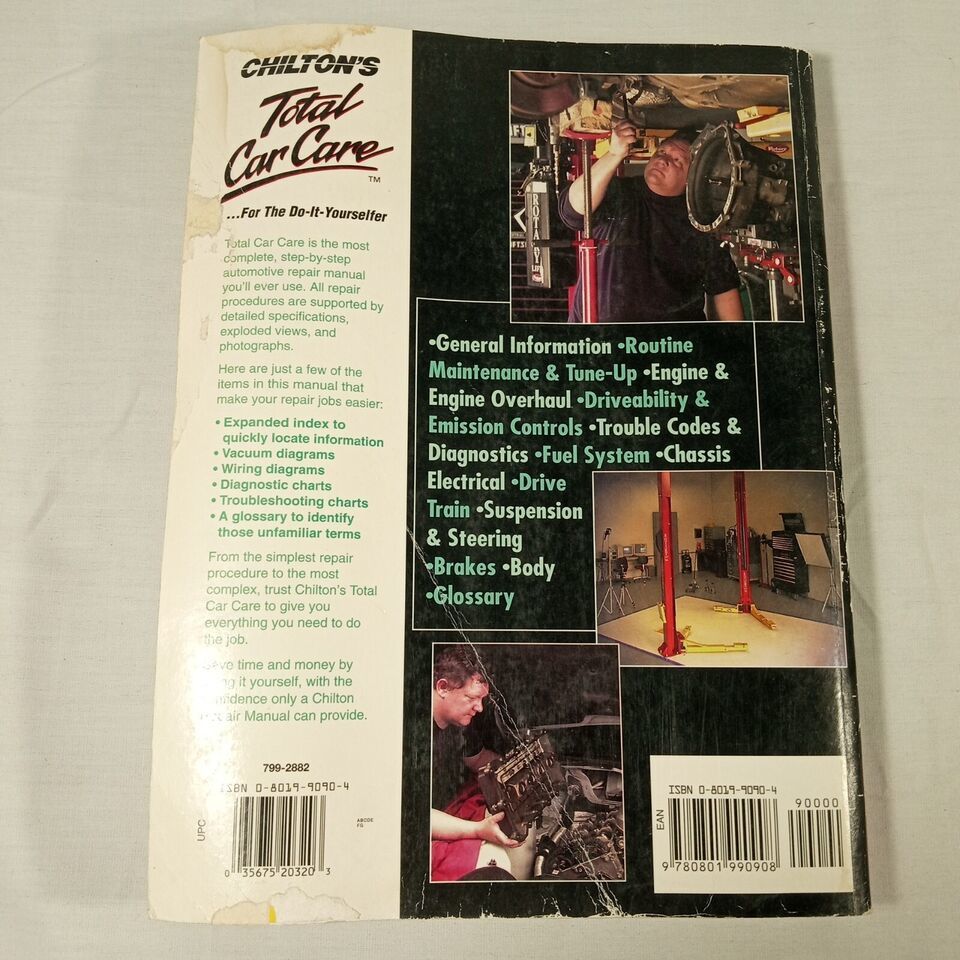 CHILTON'S
Total
Car Care
™
...For The Do-It-Yourselfer
Total Car Care is the most
complete, step-by-step
automotive repair manual
you'll ever use. All repair
procedures are supported by
detailed specifications,
exploded views, and
photographs.
Here are just a few of the
items in this manual that
make your repair jobs easier:
• Expanded index to
quickly locate information
• Vacuum diagrams
• Wiring diagrams
• Diagnostic charts
• Troubleshooting charts
• A glossary to identify
those unfamiliar terms
From the simplest repair
procedure to the most
complex, trust Chilton's Total
Car Care to give you
everything you need to do
the job.
time and money by
it yourself, with the
only a Chilton
Manual can provide.
799-2882
ISBN 0-8019-9090-4
UPC
ABCDE
FG
0 35675 20320 3
ROTARY
LIFT
•General Information •Routine
Maintenance & Tune-Up •Engine &
Engine Overhaul •Driveability &
Emission Controls •Trouble Codes &
Diagnostics •Fuel System •Chassis
Electrical •Drive
Train •Suspension
& Steering
•Brakes •Body
•Glossary
ISBN 0-8019-9090-4
90000
EAN
9 780801 990908